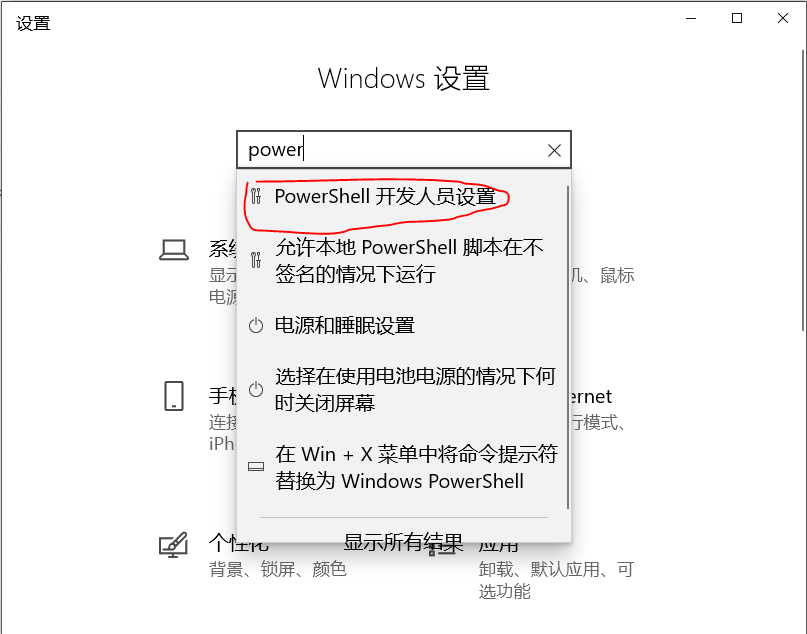 设置
Windows 设置
power
PowerShell 开发人员设置
允许本地 PowerShell 脚本在不
签名的情况下运行
电源和睡眠设置
选择在使用电池电源的情况下何
时关闭屏幕
在 Win + X 菜单中将命令提示符
替换为 Windows PowerShell
显示所有结果
系统
显示
电源
机、鼠标
手机
连接
iPh
ernet
行模式、
个性化
背景、锁屏、颜色
应用
卸载、默认应用、可
选功能